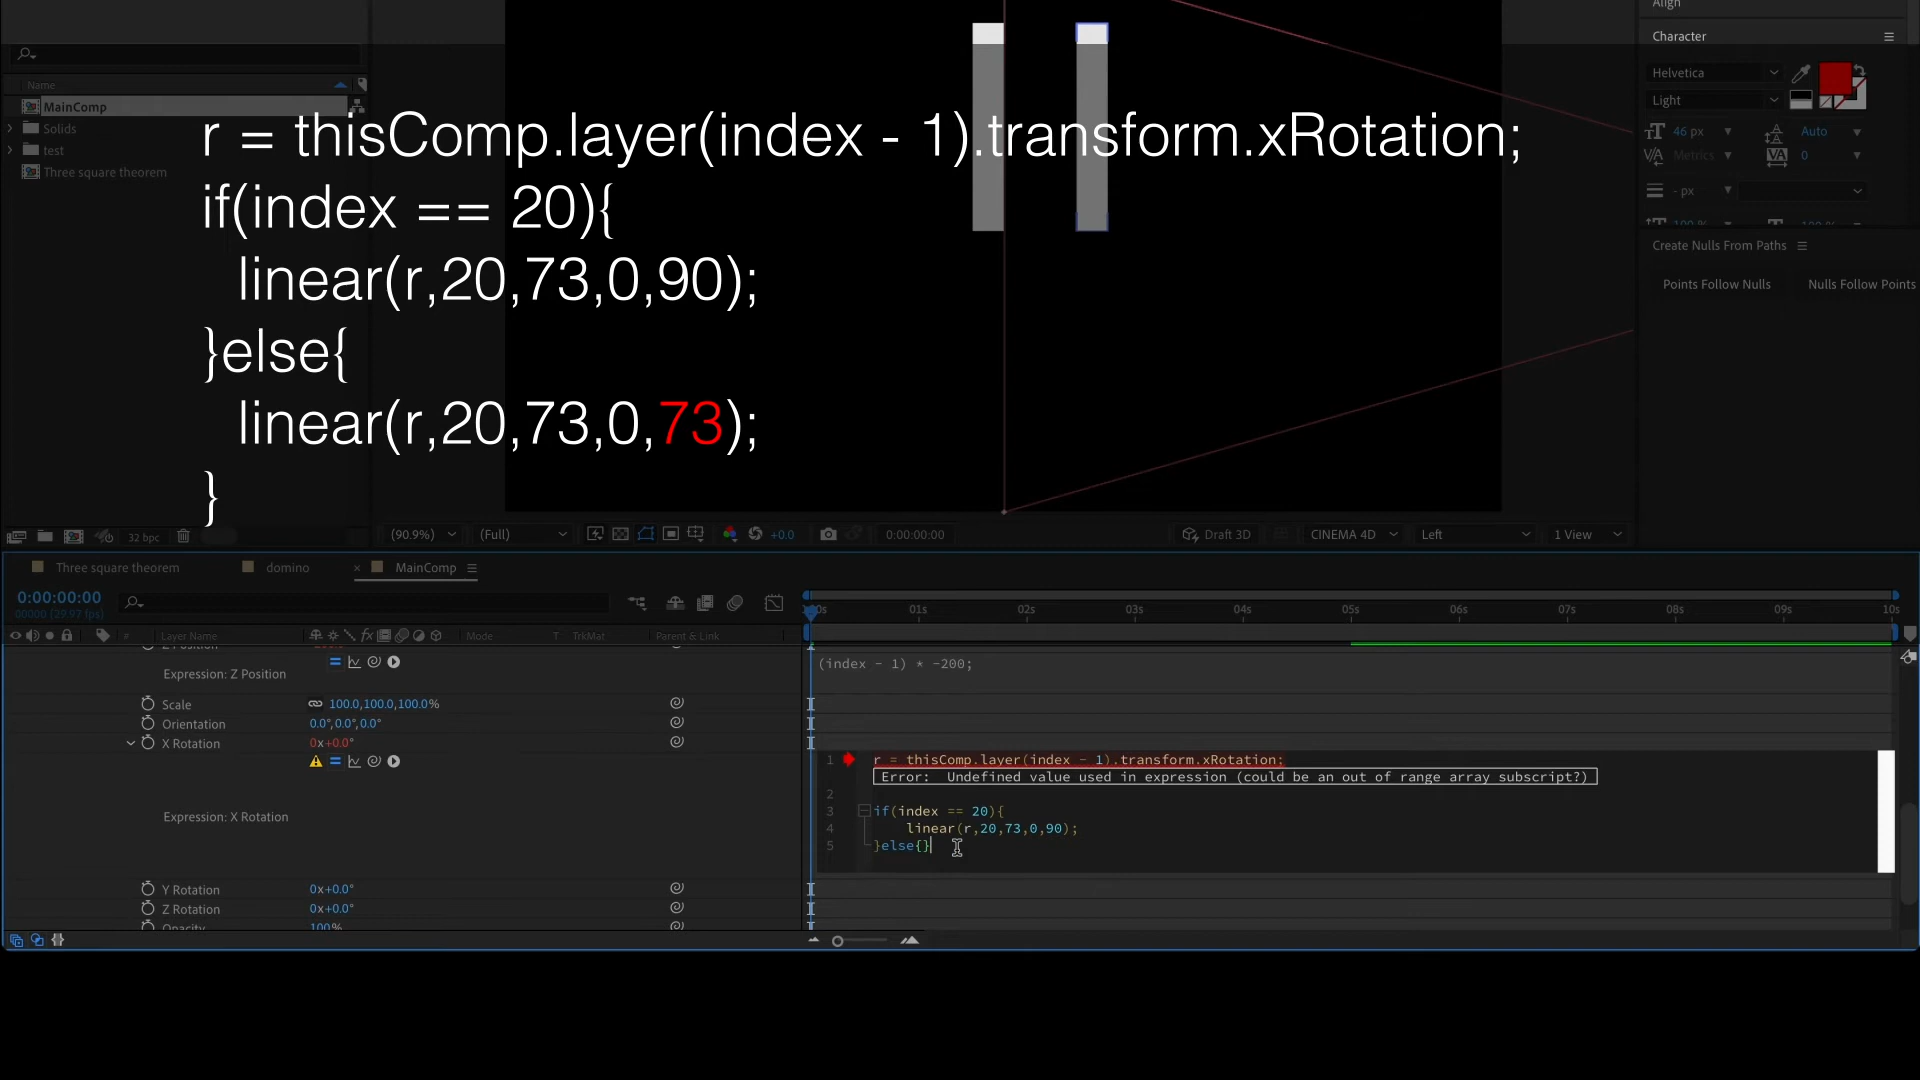 Align
Character
Name
MainComp
Helvetica
Light
Solids
46 px
Auto
test
Metrics
0
Three square theorem
- px
r = thisComp.layer(index - 1).transform.xRotation;
if(index == 20){
linear(r,20,73,0,90);
}else{
linear(r,20,73,0,73);
}
Create Nulls From Paths
Points Follow Nulls
Nulls Follow Points
32 bpc
(90.9%)
(Full)
+0.0
0:00:00:00
Draft 3D
CINEMA 4D
Left
1 View
Three square theorem
domino
× MainComp
0:00:00:00
00000 (29.97 fps)
01s 02s 03s 04s 05s 06s 07s 08s 09s 10s
# Layer Name
Mode
T TrkMat
Parent & Link
Expression: Z Position
(index - 1) * -200;
Scale
100.0,100.0,100.0%
Orientation
0.0°,0.0°,0.0°
X Rotation
0x+0.0°
Expression: X Rotation
1 r = thisComp.layer(index - 1).transform.xRotation;
Error: Undefined value used in expression (could be an out of range array subscript?)
2
3 if(index == 20){
4 linear(r,20,73,0,90);
5 }else{}
Y Rotation
0x+0.0°
Z Rotation
0x+0.0°
Opacity
100%